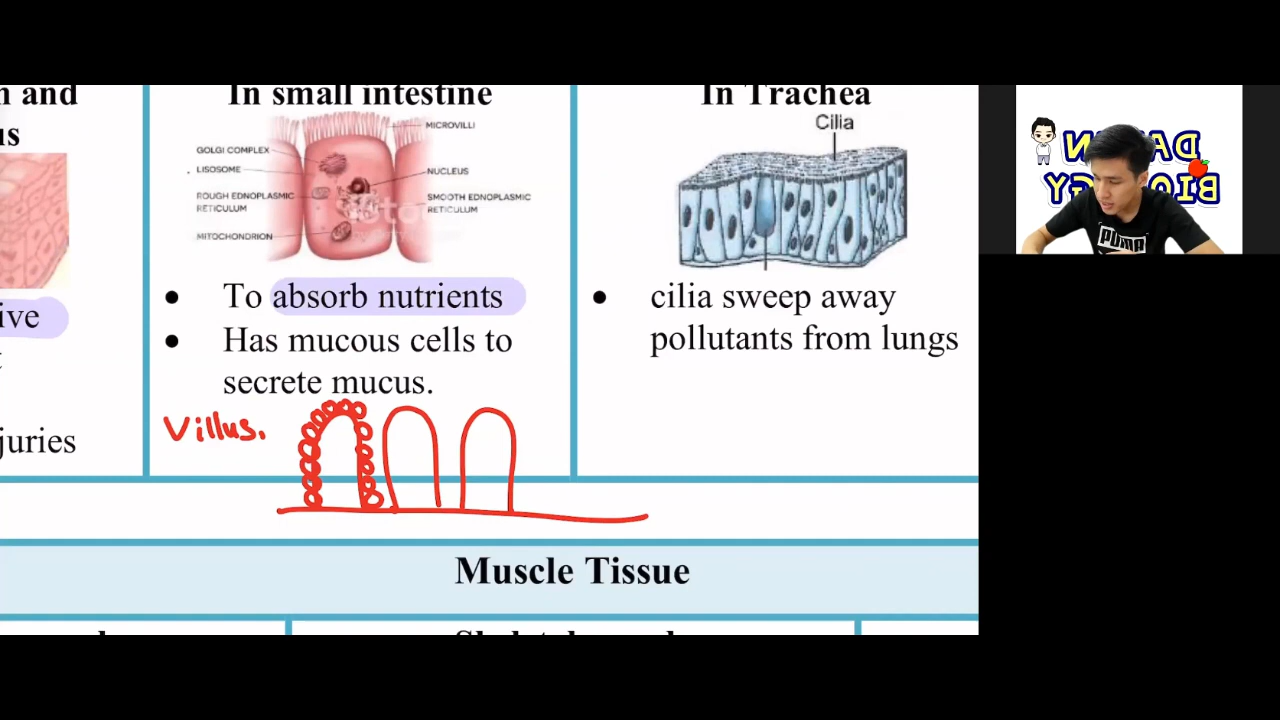 n and
us
ive
t
juries
In small intestine
MICROVILLI
GOLGI COMPLEX
LISOSOME
NUCLEUS
ROUGH EDNOPLASMIC
RETICULUM
SMOOTH EDNOPLASMIC
RETICULUM
MITOCHONDRION
• To absorb nutrients
• Has mucous cells to
secrete mucus.
Villus.
In Trachea
Cilia
• cilia sweep away
pollutants from lungs
Muscle Tissue
BIOLOGY
PUMA